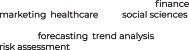 finance
marketing healthcare social sciences
forecasting trend analysis
risk assessment